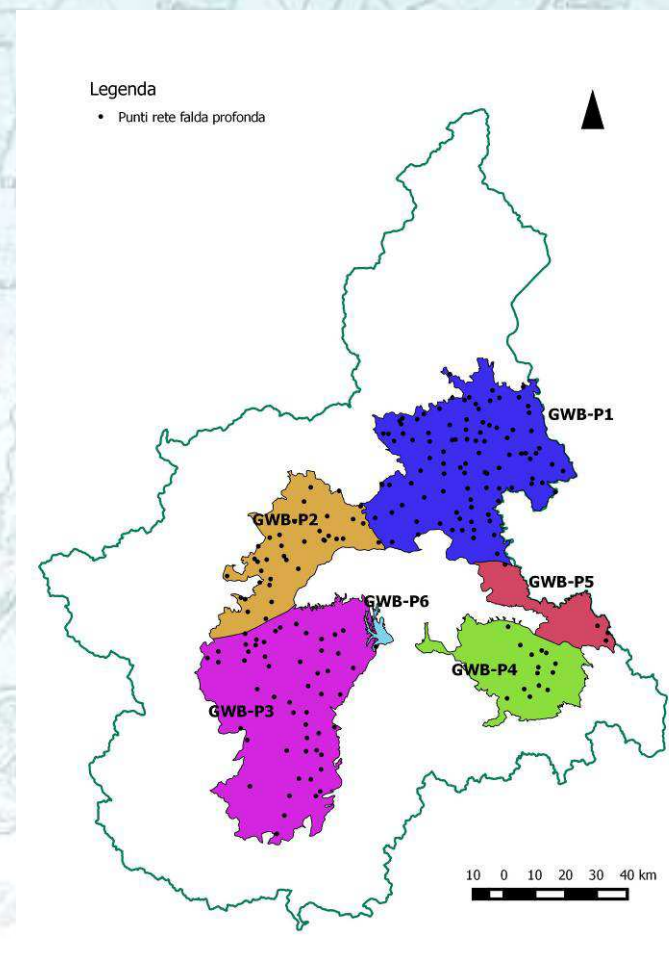 Legenda
• Punti rete falda profonda
GWB-P1
GWB-P2
GWB-P5
GWB-P6
GWB-P4
GWB-P3
10 0 10 20 30 40 km